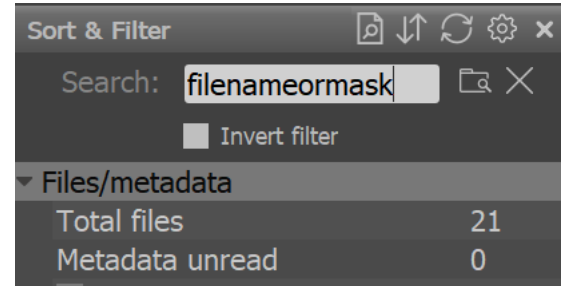 Sort & Filter
Search: filenameormask
Invert filter
Files/metadata
Total files 21
Metadata unread 0